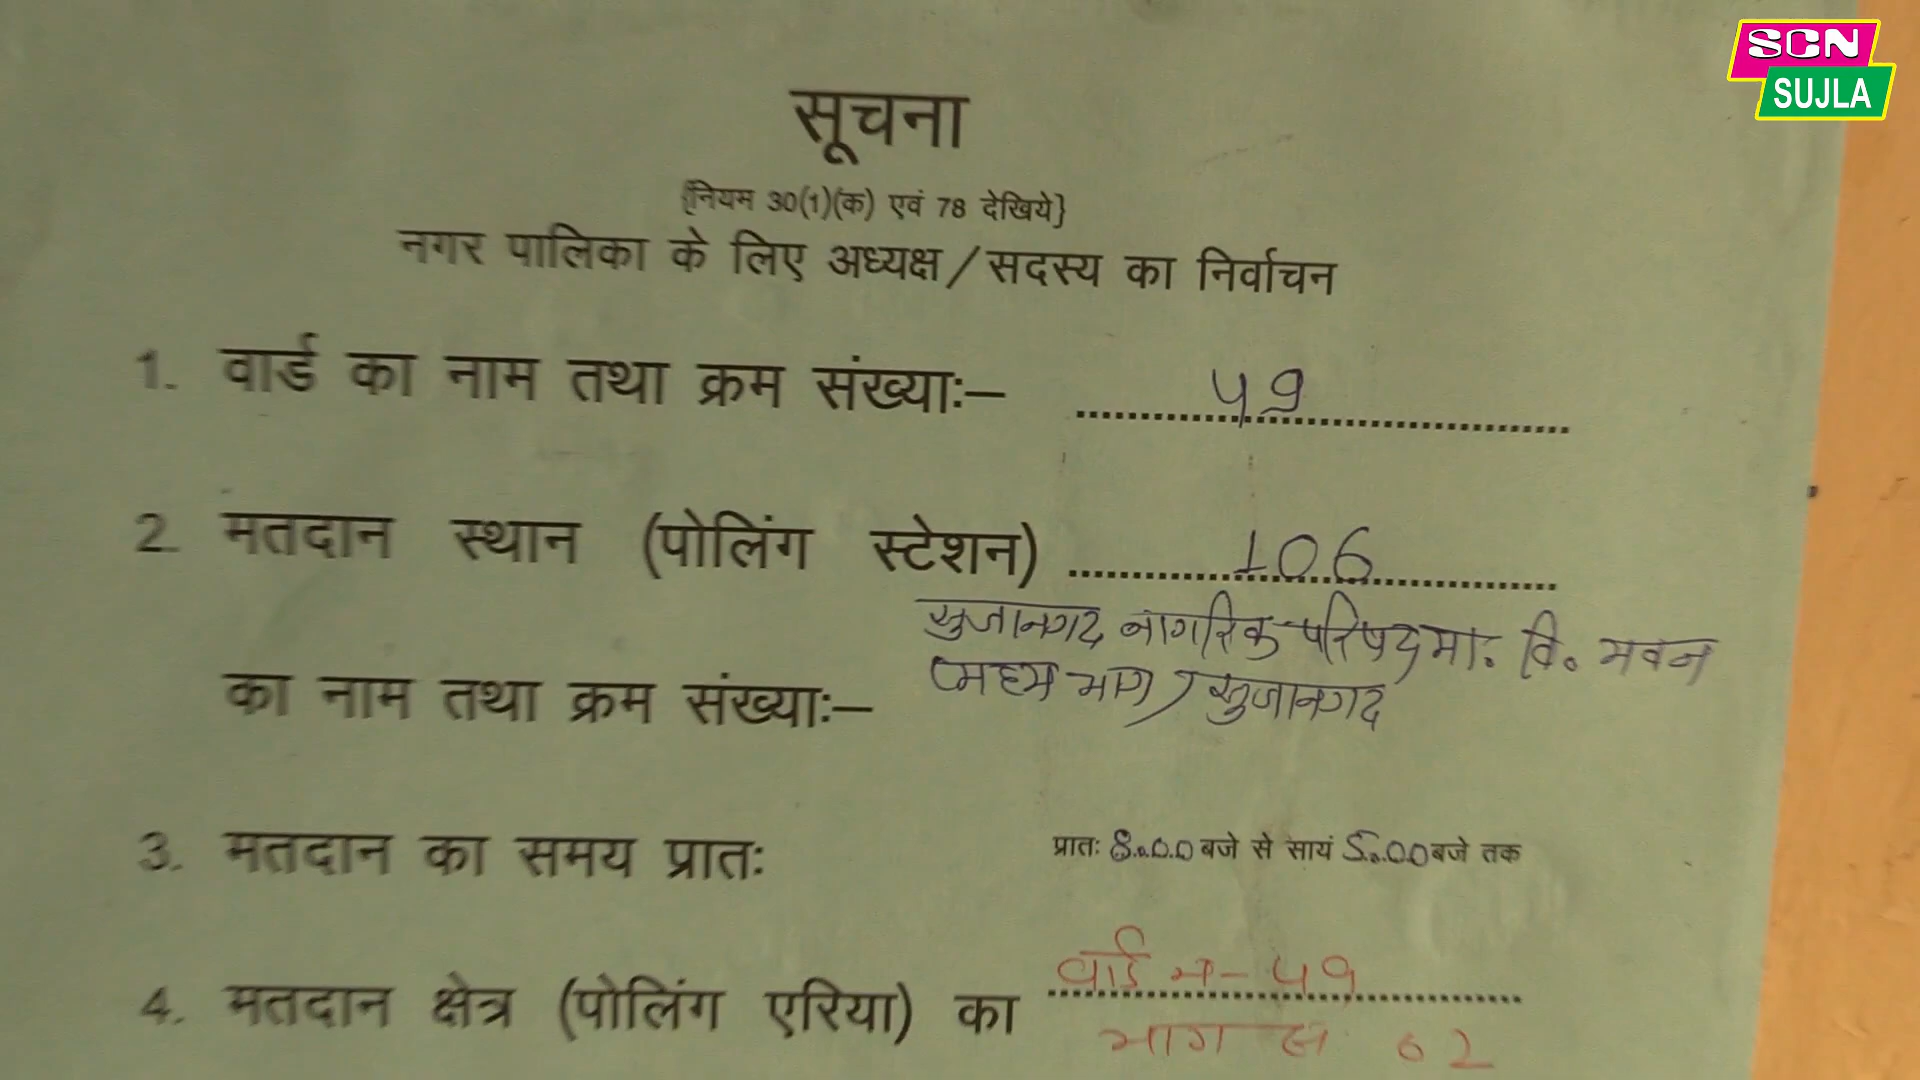 SCN
SUJLA
सूचना
{नियम 30(1)(क) एवं 78 देखिये}
नगर पालिका के लिए अध्यक्ष/सदस्य का निर्वाचन
1. वार्ड का नाम तथा क्रम संख्याः– 49
2. मतदान स्थान (पोलिंग स्टेशन) 106
सुजानगढ नागरिक परिषद मा. वि. भवन
का नाम तथा क्रम संख्याः– (मध्य भाग) सुजानगढ
3. मतदान का समय प्रातः प्रातः 8.00 बजे से सायं 5.00 बजे तक
4. मतदान क्षेत्र (पोलिंग एरिया) का वार्ड न - 49
भाग स 02